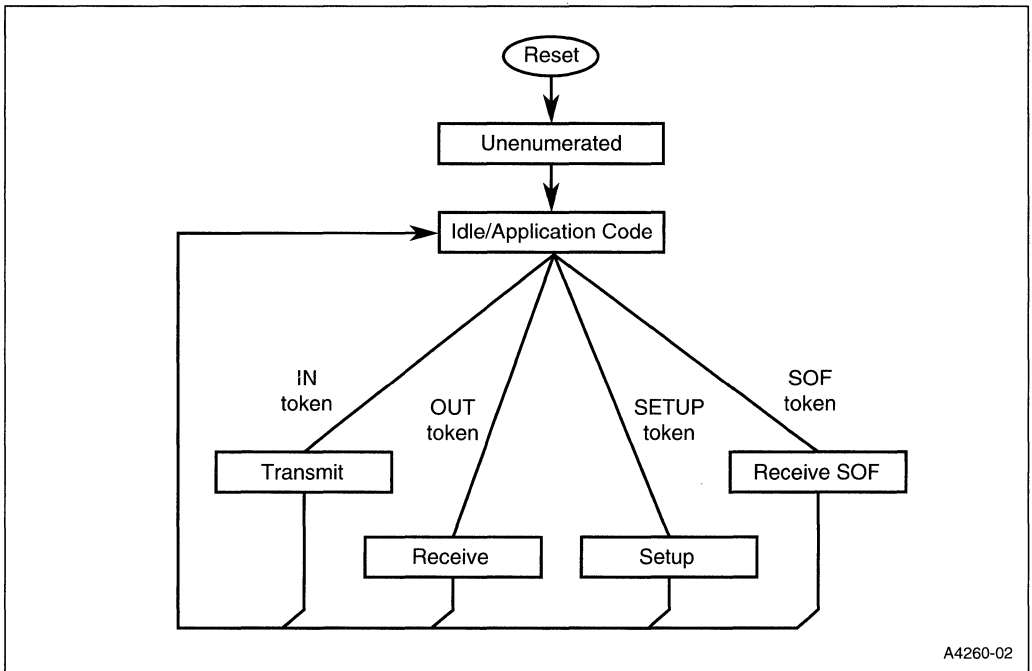 Reset
Unenumerated
Idle/Application Code
IN
token
OUT
token
SETUP
token
SOF
token
Transmit
Receive SOF
Receive
Setup
A4260-02